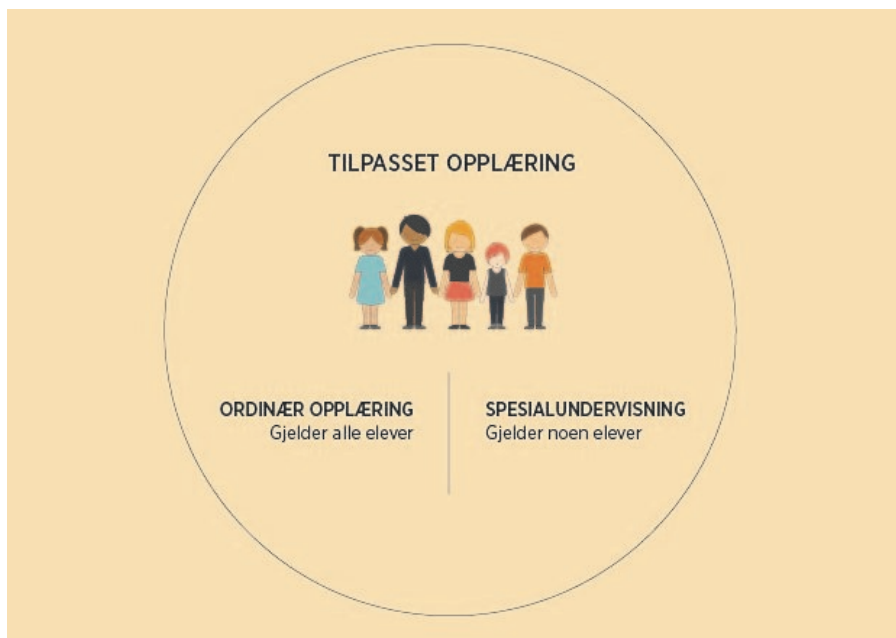 TILPASSET OPPLÆRING
ORDINÆR OPPLÆRING
Gjelder alle elever
SPESIALUNDERVISNING
Gjelder noen elever